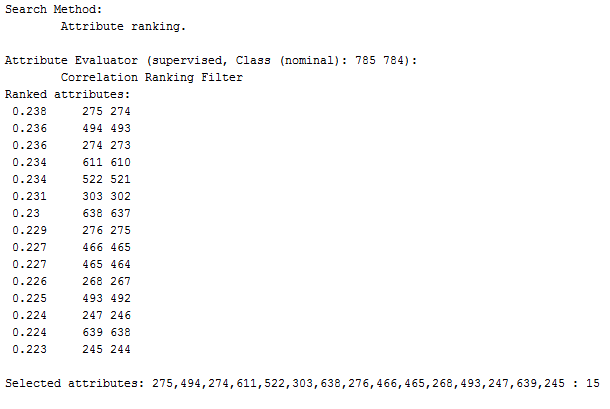 Search Method:
Attribute ranking.
Attribute Evaluator (supervised, Class (nominal): 785 784):
Correlation Ranking Filter
Ranked attributes:
0.238 275 274
0.236 494 493
0.236 274 273
0.234 611 610
0.234 522 521
0.231 303 302
0.23 638 637
0.229 276 275
0.227 466 465
0.227 465 464
0.226 268 267
0.225 493 492
0.224 247 246
0.224 639 638
0.223 245 244
Selected attributes: 275,494,274,611,522,303,638,276,466,465,268,493,247,639,245 : 15